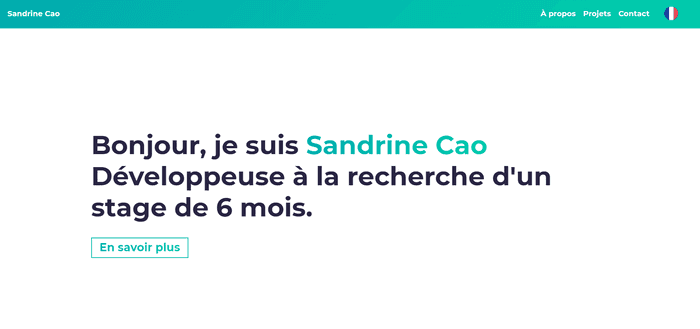 Sandrine Cao
À propos Projets Contact
Bonjour, je suis Sandrine Cao
Développeuse à la recherche d'un
stage de 6 mois.
En savoir plus